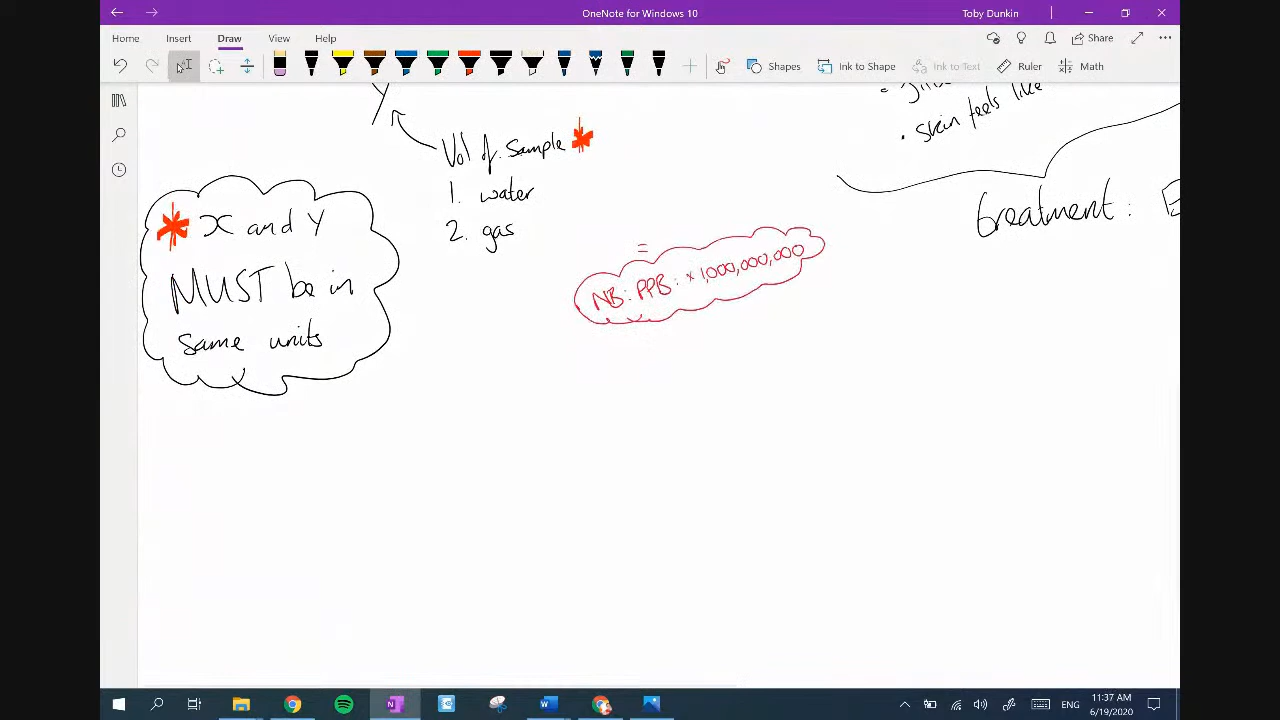 OneNote for Windows 10
Toby Dunkin
Home Insert Draw View Help
Share
Shapes
Ink to Shape
Ink to Text
Ruler
Math
Y
like
• skin feels
Vol of sample *
1. water
2. gas
treatment:
* x and Y
MUST be in
same units
=
NB: PPB: × 1,000,000,000
ENG
11:37 AM
6/19/2020